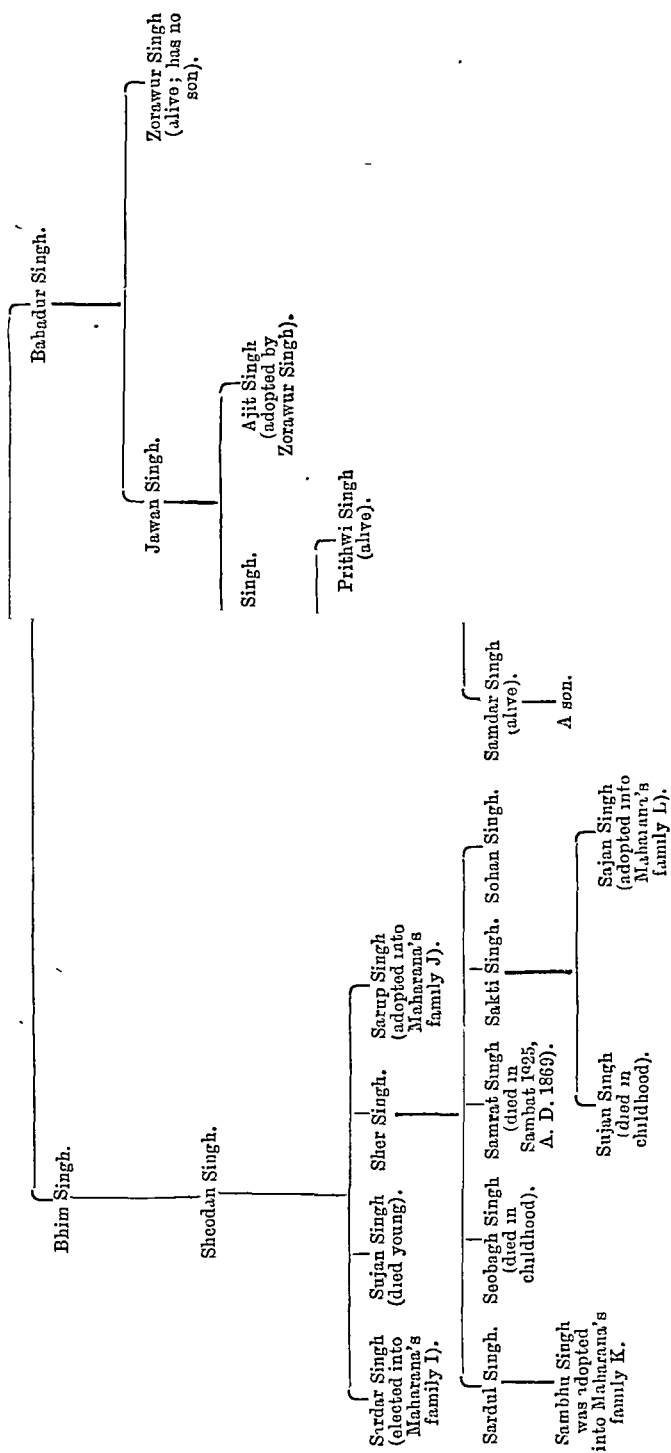 Babadur Singh.
Bhim Singh.
Jawan Singh.
Zorawur Singh
(alive; has no
son).
Sheodan Singh.
Singh.
Ajit Singh
(adopted by
Zorawur Singh).
Prithwi Singh
(alive).
Sardar Singh
(elected into
Maharana's
family I).
Sujan Singh
(died young).
Sher Singh.
Sarup Singh
(adopted into
Maharana's
family J).
Sardul Singh.
Seobagh Singh
(died in
childhood).
Samrat Singh
(died in
Sambat 1925,
A. D. 1869).
Sakti Singh.
Sohan Singh.
Samdar Singh
(alive).
Sambhu Singh
was adopted
into Maharana's
family K.
A son.
Sujan Singh
(died in
childhood).
Sajan Singh
(adopted into
Maharana's
family L).